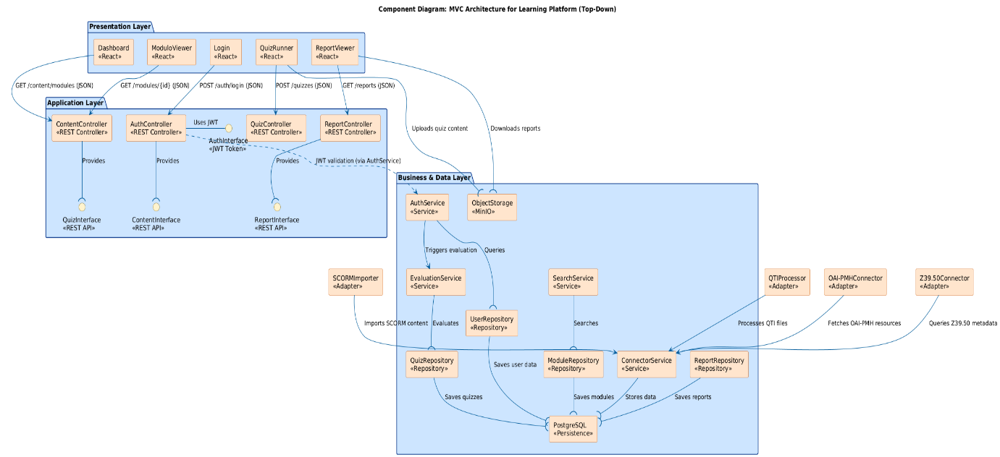 Component Diagram: MVC Architecture for Learning Platform (Top-Down)
Presentation Layer
Dashboard
«React»
ModuloViewer
«React»
Login
«React»
QuizRunner
«React»
ReportViewer
«React»
GET /content/modules (JSON)
GET /modules/{id} (JSON)
POST /auth/login (JSON)
POST /quizzes (JSON)
GET /reports (JSON)
Application Layer
ContentController
«REST Controller»
AuthController
«REST Controller»
Uses JWT
QuizController
«REST Controller»
ReportController
«REST Controller»
Uploads quiz content
Downloads reports
AuthInterface
«JWT Token»
Provides
Provides
Provides
JWT validation (via AuthService)
QuizInterface
«REST API»
ContentInterface
«REST API»
ReportInterface
«REST API»
Business & Data Layer
AuthService
«Service»
ObjectStorage
«MinIO»
Triggers evaluation
Queries
SCORMImporter
«Adapter»
EvaluationService
«Service»
SearchService
«Service»
QTIProcessor
«Adapter»
OAI-PMHConnector
«Adapter»
Z39.50Connector
«Adapter»
Imports SCORM content
Evaluates
UserRepository
«Repository»
Searches
Processes QTI files
Fetches OAI-PMH resources
Queries Z39.50 metadata
QuizRepository
«Repository»
Saves user data
ModuleRepository
«Repository»
ConnectorService
«Service»
ReportRepository
«Repository»
Saves quizzes
Saves modules
Stores data
Saves reports
PostgreSQL
«Persistence»